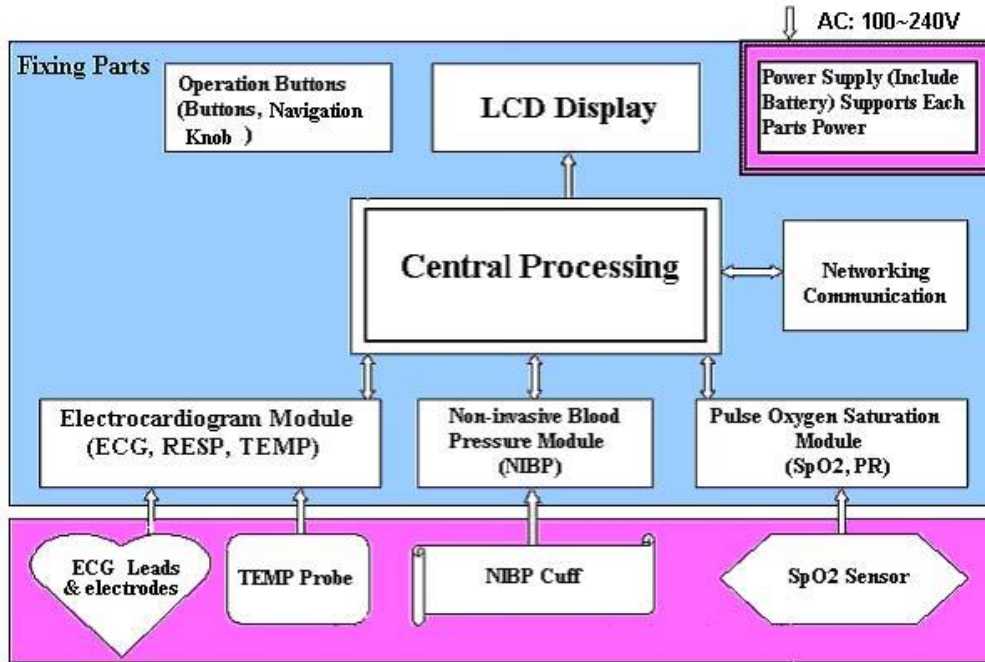 AC: 100~240V
Fixing Parts
Operation Buttons
(Buttons, Navigation
Knob )
LCD Display
Power Supply (Include
Battery) Supports Each
Parts Power
Central Processing
Networking
Communication
Electrocardiogram Module
(ECG, RESP, TEMP)
Non-invasive Blood
Pressure Module
(NIBP)
Pulse Oxygen Saturation
Module
(SpO2, PR)
ECG Leads
& electrodes
TEMP Probe
NIBP Cuff
SpO2 Sensor